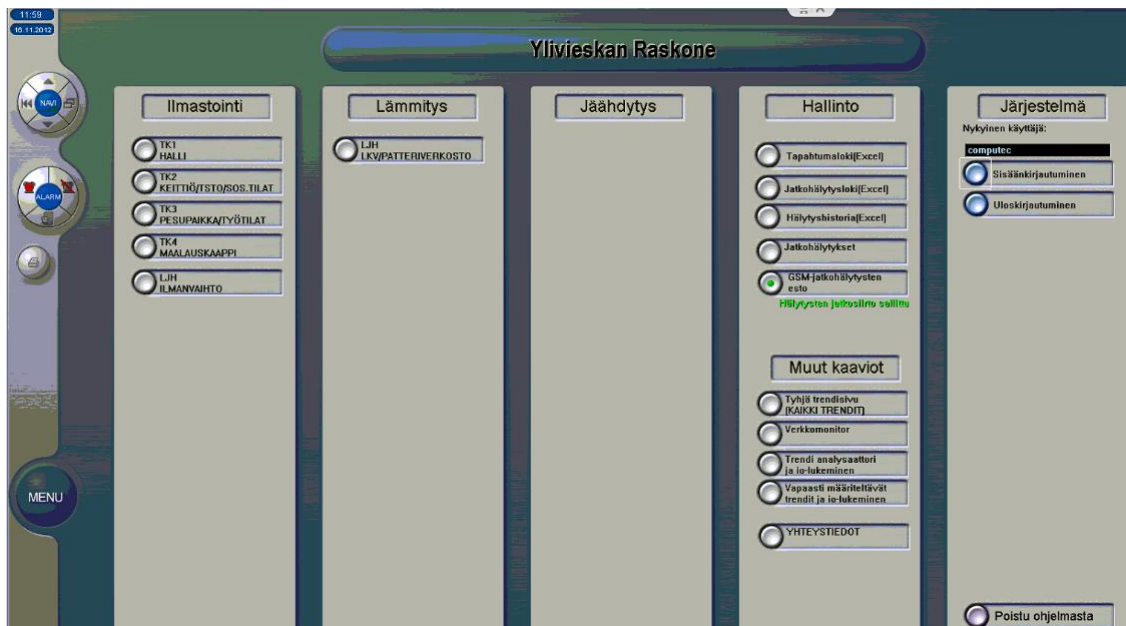 11:59
16.11.2012
Ylivieskan Raskone
NAVI
ALARM
MENU
Ilmastointi
TK1
HALLI
TK2
KEITTIÖ/TSTO/SOS.TILAT
TK3
PESUPAIKKA/TYÖTILAT
TK4
MAALAUSKAAPPI
LJH
ILMANVAIHTO
Lämmitys
LJH
LKV/PATTERIVERKOSTO
Jäähdytys
Hallinto
Tapahtumaloki(Excel)
Jatkohälytysloki(Excel)
Hälytyshistoria(Excel)
Jatkohälytykset
GSM-jatkohälytysten
esto
Hälytysten jatkosiirto sallittu
Muut kaaviot
Tyhjä trendisivu
(KAIKKI TRENDIT)
Verkkomonitor
Trendi analysaattori
ja io-lukeminen
Vapaasti määriteltävät
trendit ja io-lukeminen
YHTEYSTIEDOT
Järjestelmä
Nykyinen käyttäjä:
computec
Sisäänkirjautuminen
Uloskirjautuminen
Poistu ohjelmasta